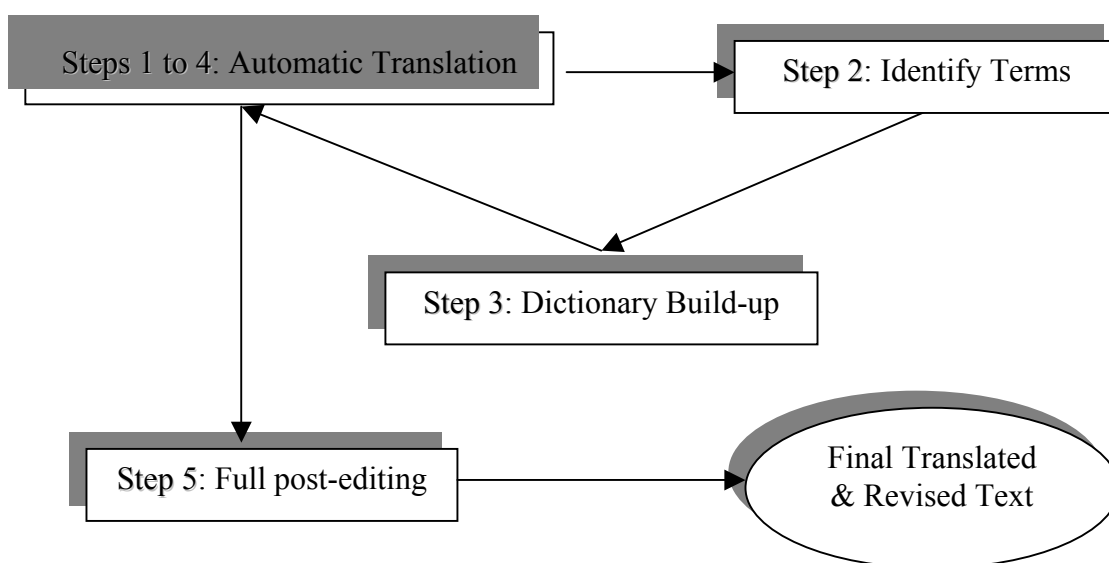 Steps 1 to 4: Automatic Translation
Step 2: Identify Terms
Step 3: Dictionary Build-up
Step 5: Full post-editing
Final Translated
& Revised Text